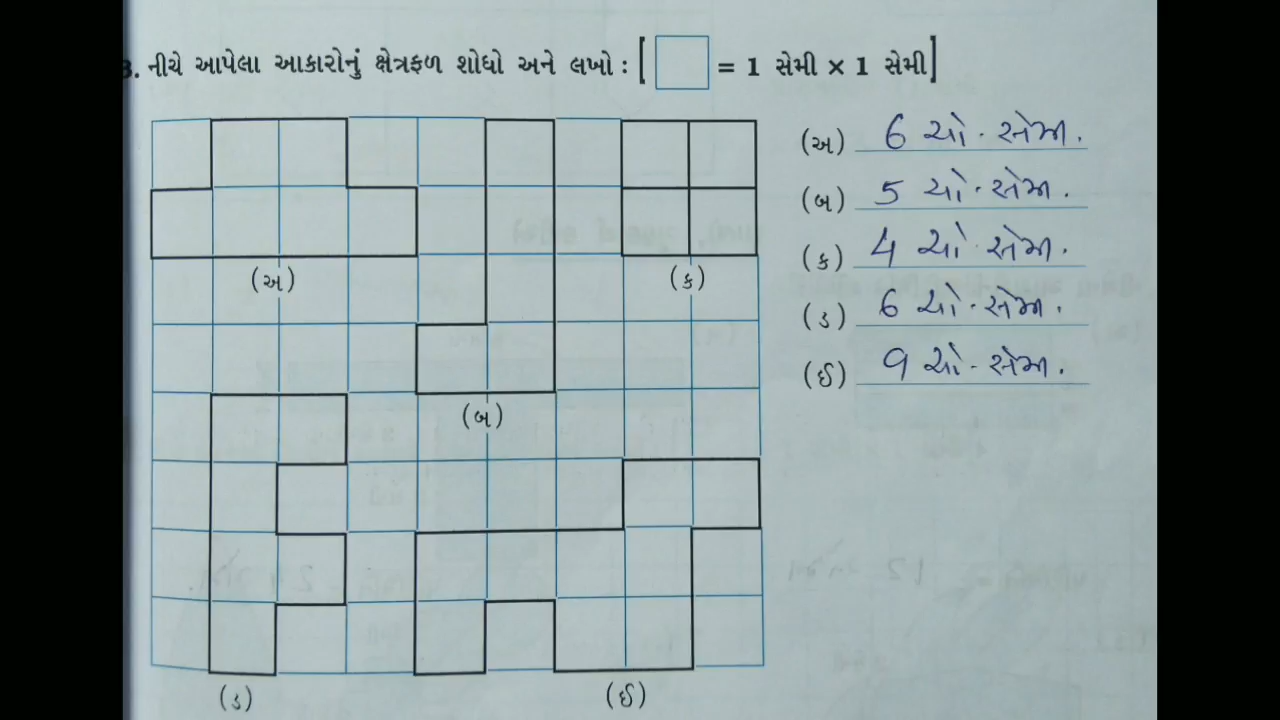 3. નીચે આપેલા આકારોનું ક્ષેત્રફળ શોધો અને લખો : [ = 1 સેમી × 1 સેમી]
(અ) 6 ચો. સેમી.
(બ) 5 ચો. સેમી.
(ક) 4 ચો. સેમી.
(ડ) 6 ચો. સેમી.
(ઈ) 9 ચો. સેમી.
(અ)
(ક)
(બ)
(ડ)
(ઈ)